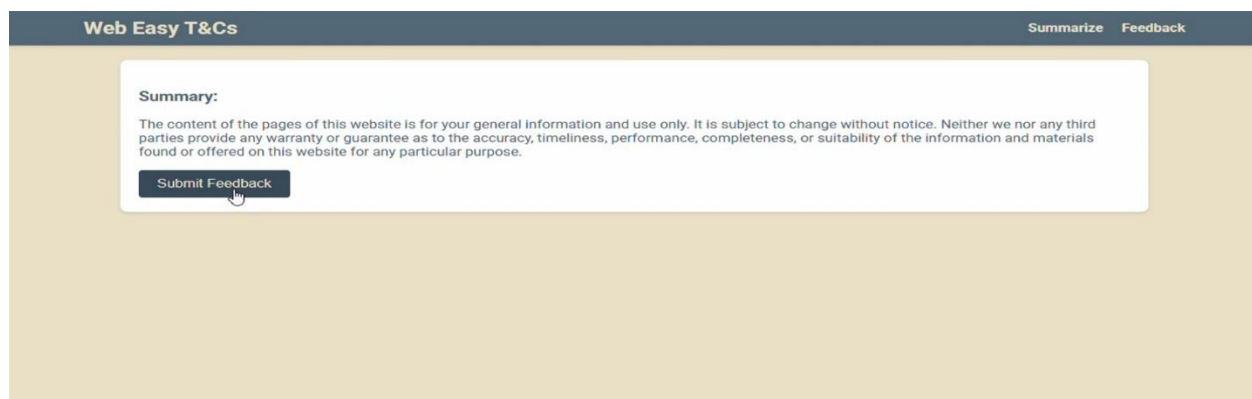 Web Easy T&Cs
Summarize Feedback
Summary:
The content of the pages of this website is for your general information and use only. It is subject to change without notice. Neither we nor any third
parties provide any warranty or guarantee as to the accuracy, timeliness, performance, completeness, or suitability of the information and materials
found or offered on this website for any particular purpose.
Submit Feedback